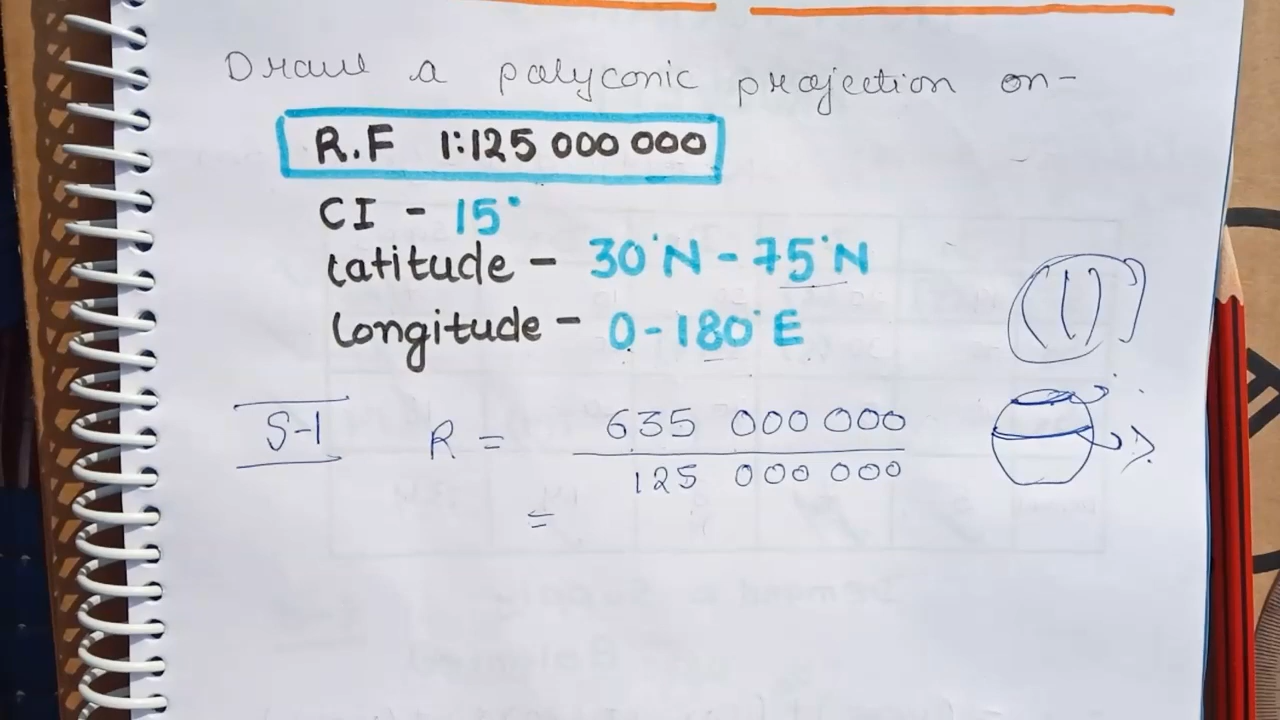 Draw a polyconic projection on-
R.F 1:125 000 000
CI - 15°
Latitude - 30°N - 75°N
Longitude - 0 - 180°E
S-1 R = 635 000 000
125 000 000
=